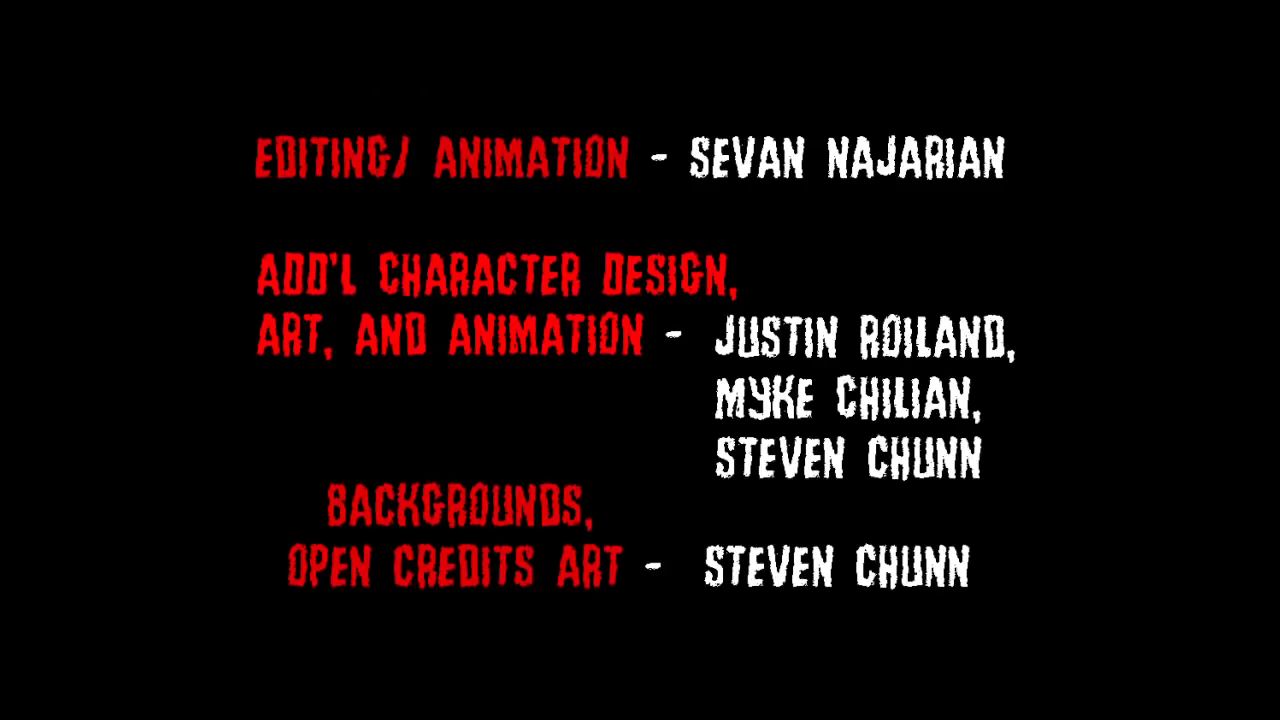 EDITING/ ANIMATION - SEVAN NAJARIAN
ADD'L CHARACTER DESIGN,
ART, AND ANIMATION - JUSTIN ROILAND,
MYKE CHILIAN,
STEVEN CHUNN
BACKGROUNDS,
OPEN CREDITS ART - STEVEN CHUNN